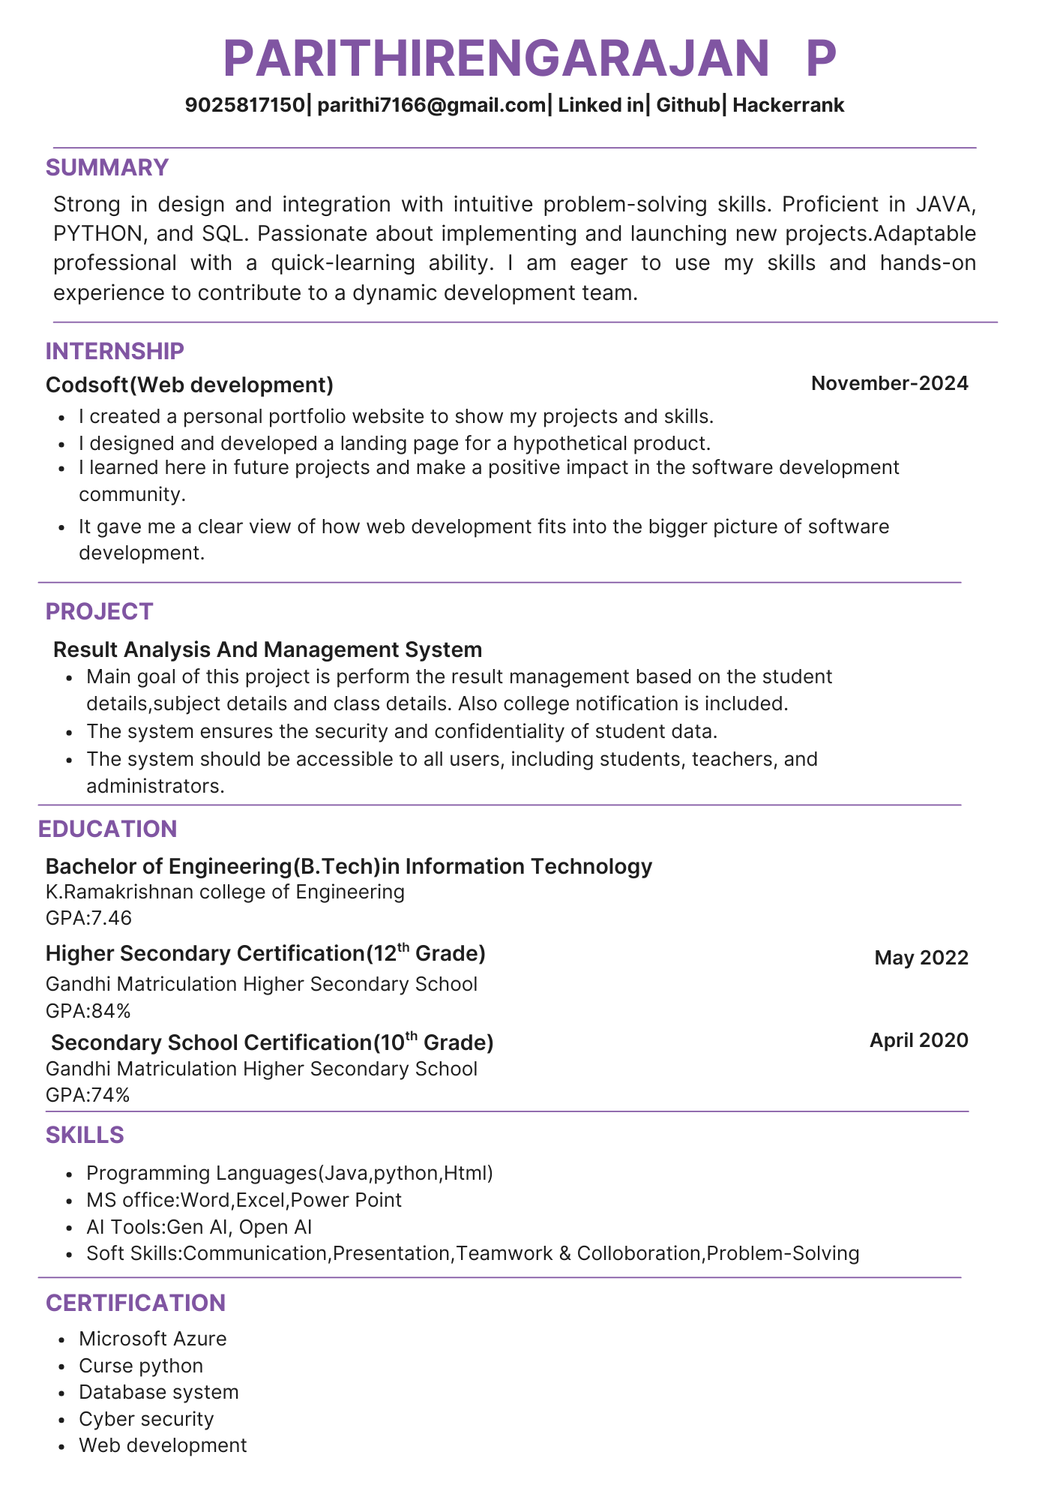 PARITHIRENGARAJAN P
9025817150| parithi7166@gmail.com| Linked in| Github| Hackerrank
SUMMARY
Strong in design and integration with intuitive problem-solving skills. Proficient in JAVA,
PYTHON, and SQL. Passionate about implementing and launching new projects.Adaptable
professional with a quick-learning ability. I am eager to use my skills and hands-on
experience to contribute to a dynamic development team.
INTERNSHIP
Codsoft(Web development)
November-2024
• I created a personal portfolio website to show my projects and skills.
• I designed and developed a landing page for a hypothetical product.
• I learned here in future projects and make a positive impact in the software development
community.
• It gave me a clear view of how web development fits into the bigger picture of software
development.
PROJECT
Result Analysis And Management System
• Main goal of this project is perform the result management based on the student
details,subject details and class details. Also college notification is included.
• The system ensures the security and confidentiality of student data.
• The system should be accessible to all users, including students, teachers, and
administrators.
EDUCATION
Bachelor of Engineering(B.Tech)in Information Technology
K.Ramakrishnan college of Engineering
GPA:7.46
Higher Secondary Certification(12th Grade)
May 2022
Gandhi Matriculation Higher Secondary School
GPA:84%
Secondary School Certification(10th Grade)
April 2020
Gandhi Matriculation Higher Secondary School
GPA:74%
SKILLS
• Programming Languages(Java,python,Html)
• MS office:Word,Excel,Power Point
• AI Tools:Gen AI, Open AI
• Soft Skills:Communication,Presentation,Teamwork & Colloboration,Problem-Solving
CERTIFICATION
• Microsoft Azure
• Curse python
• Database system
• Cyber security
• Web development